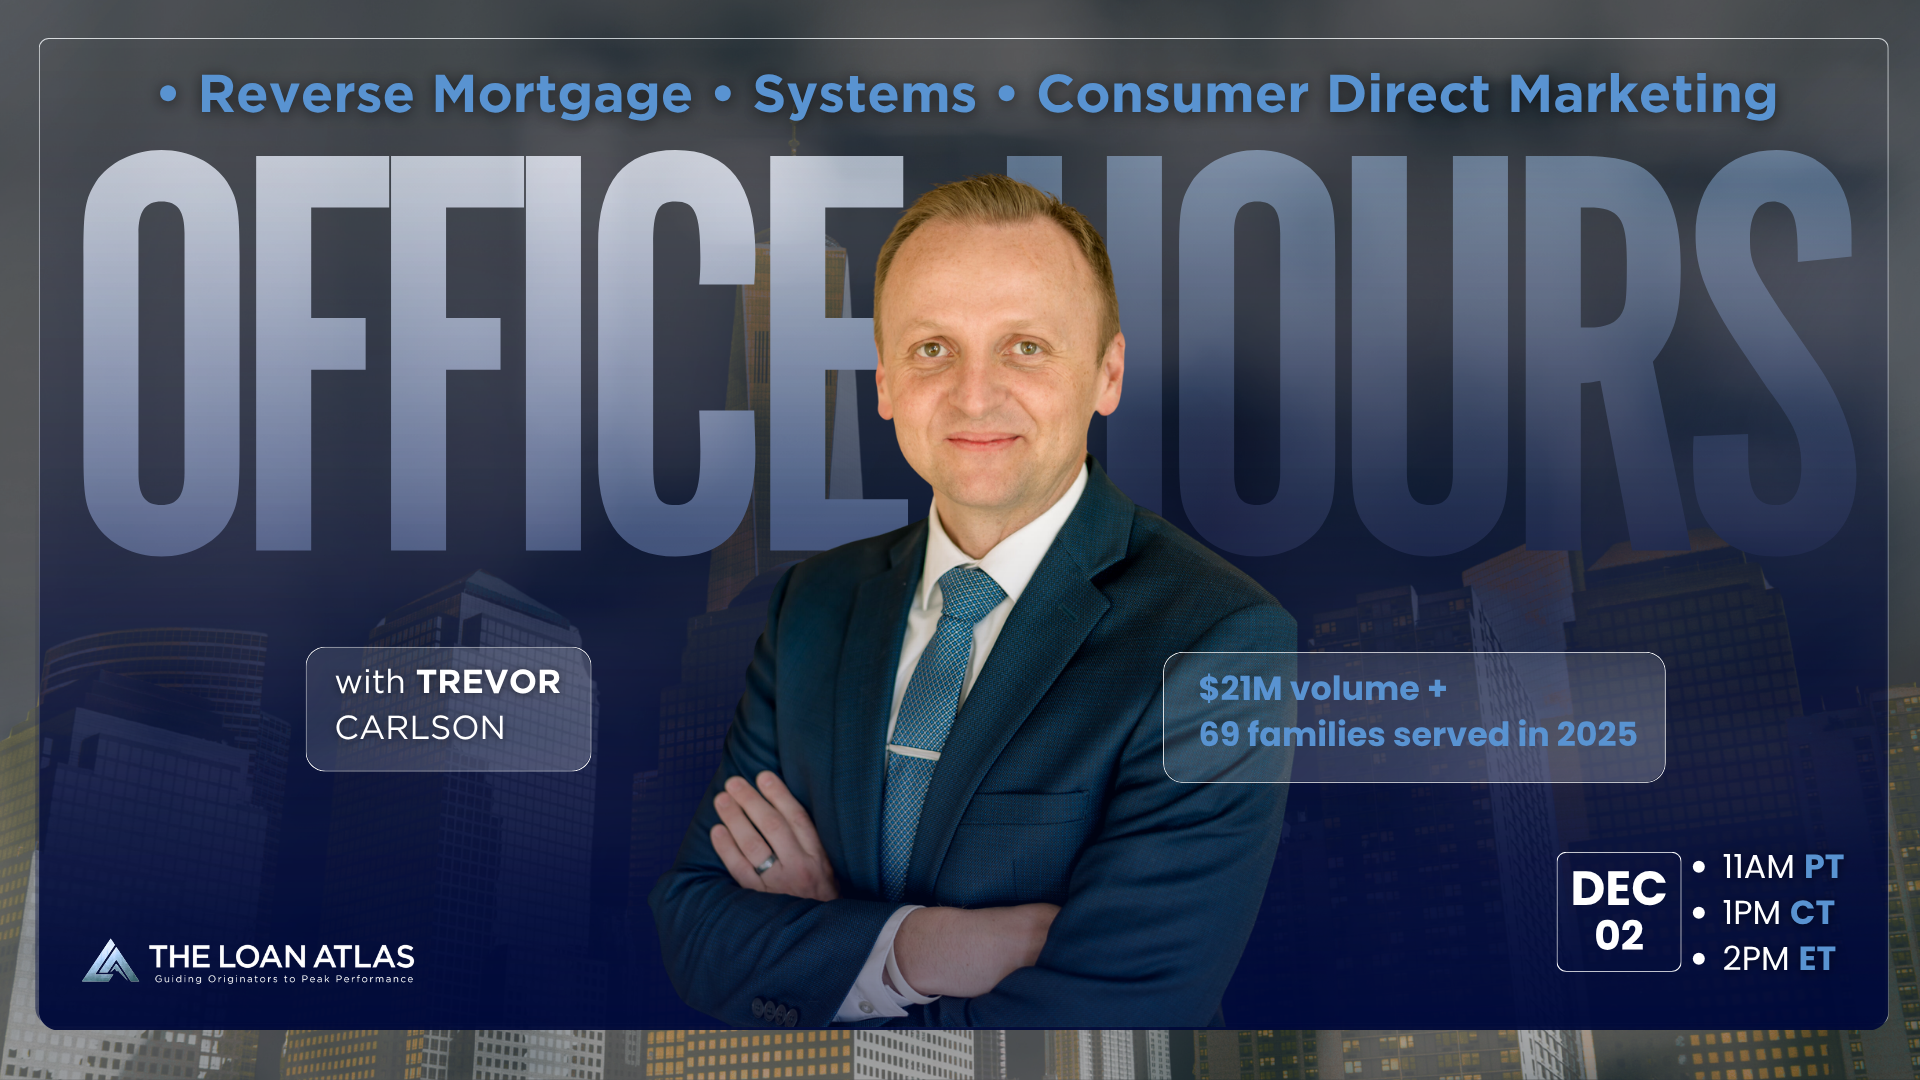 • Reverse Mortgage • Systems • Consumer Direct Marketing
OFFICE HOURS
with TREVOR
CARLSON
$21M volume +
69 families served in 2025
DEC
02
• 11AM PT
• 1PM CT
• 2PM ET
THE LOAN ATLAS
Guiding Originators to Peak Performance